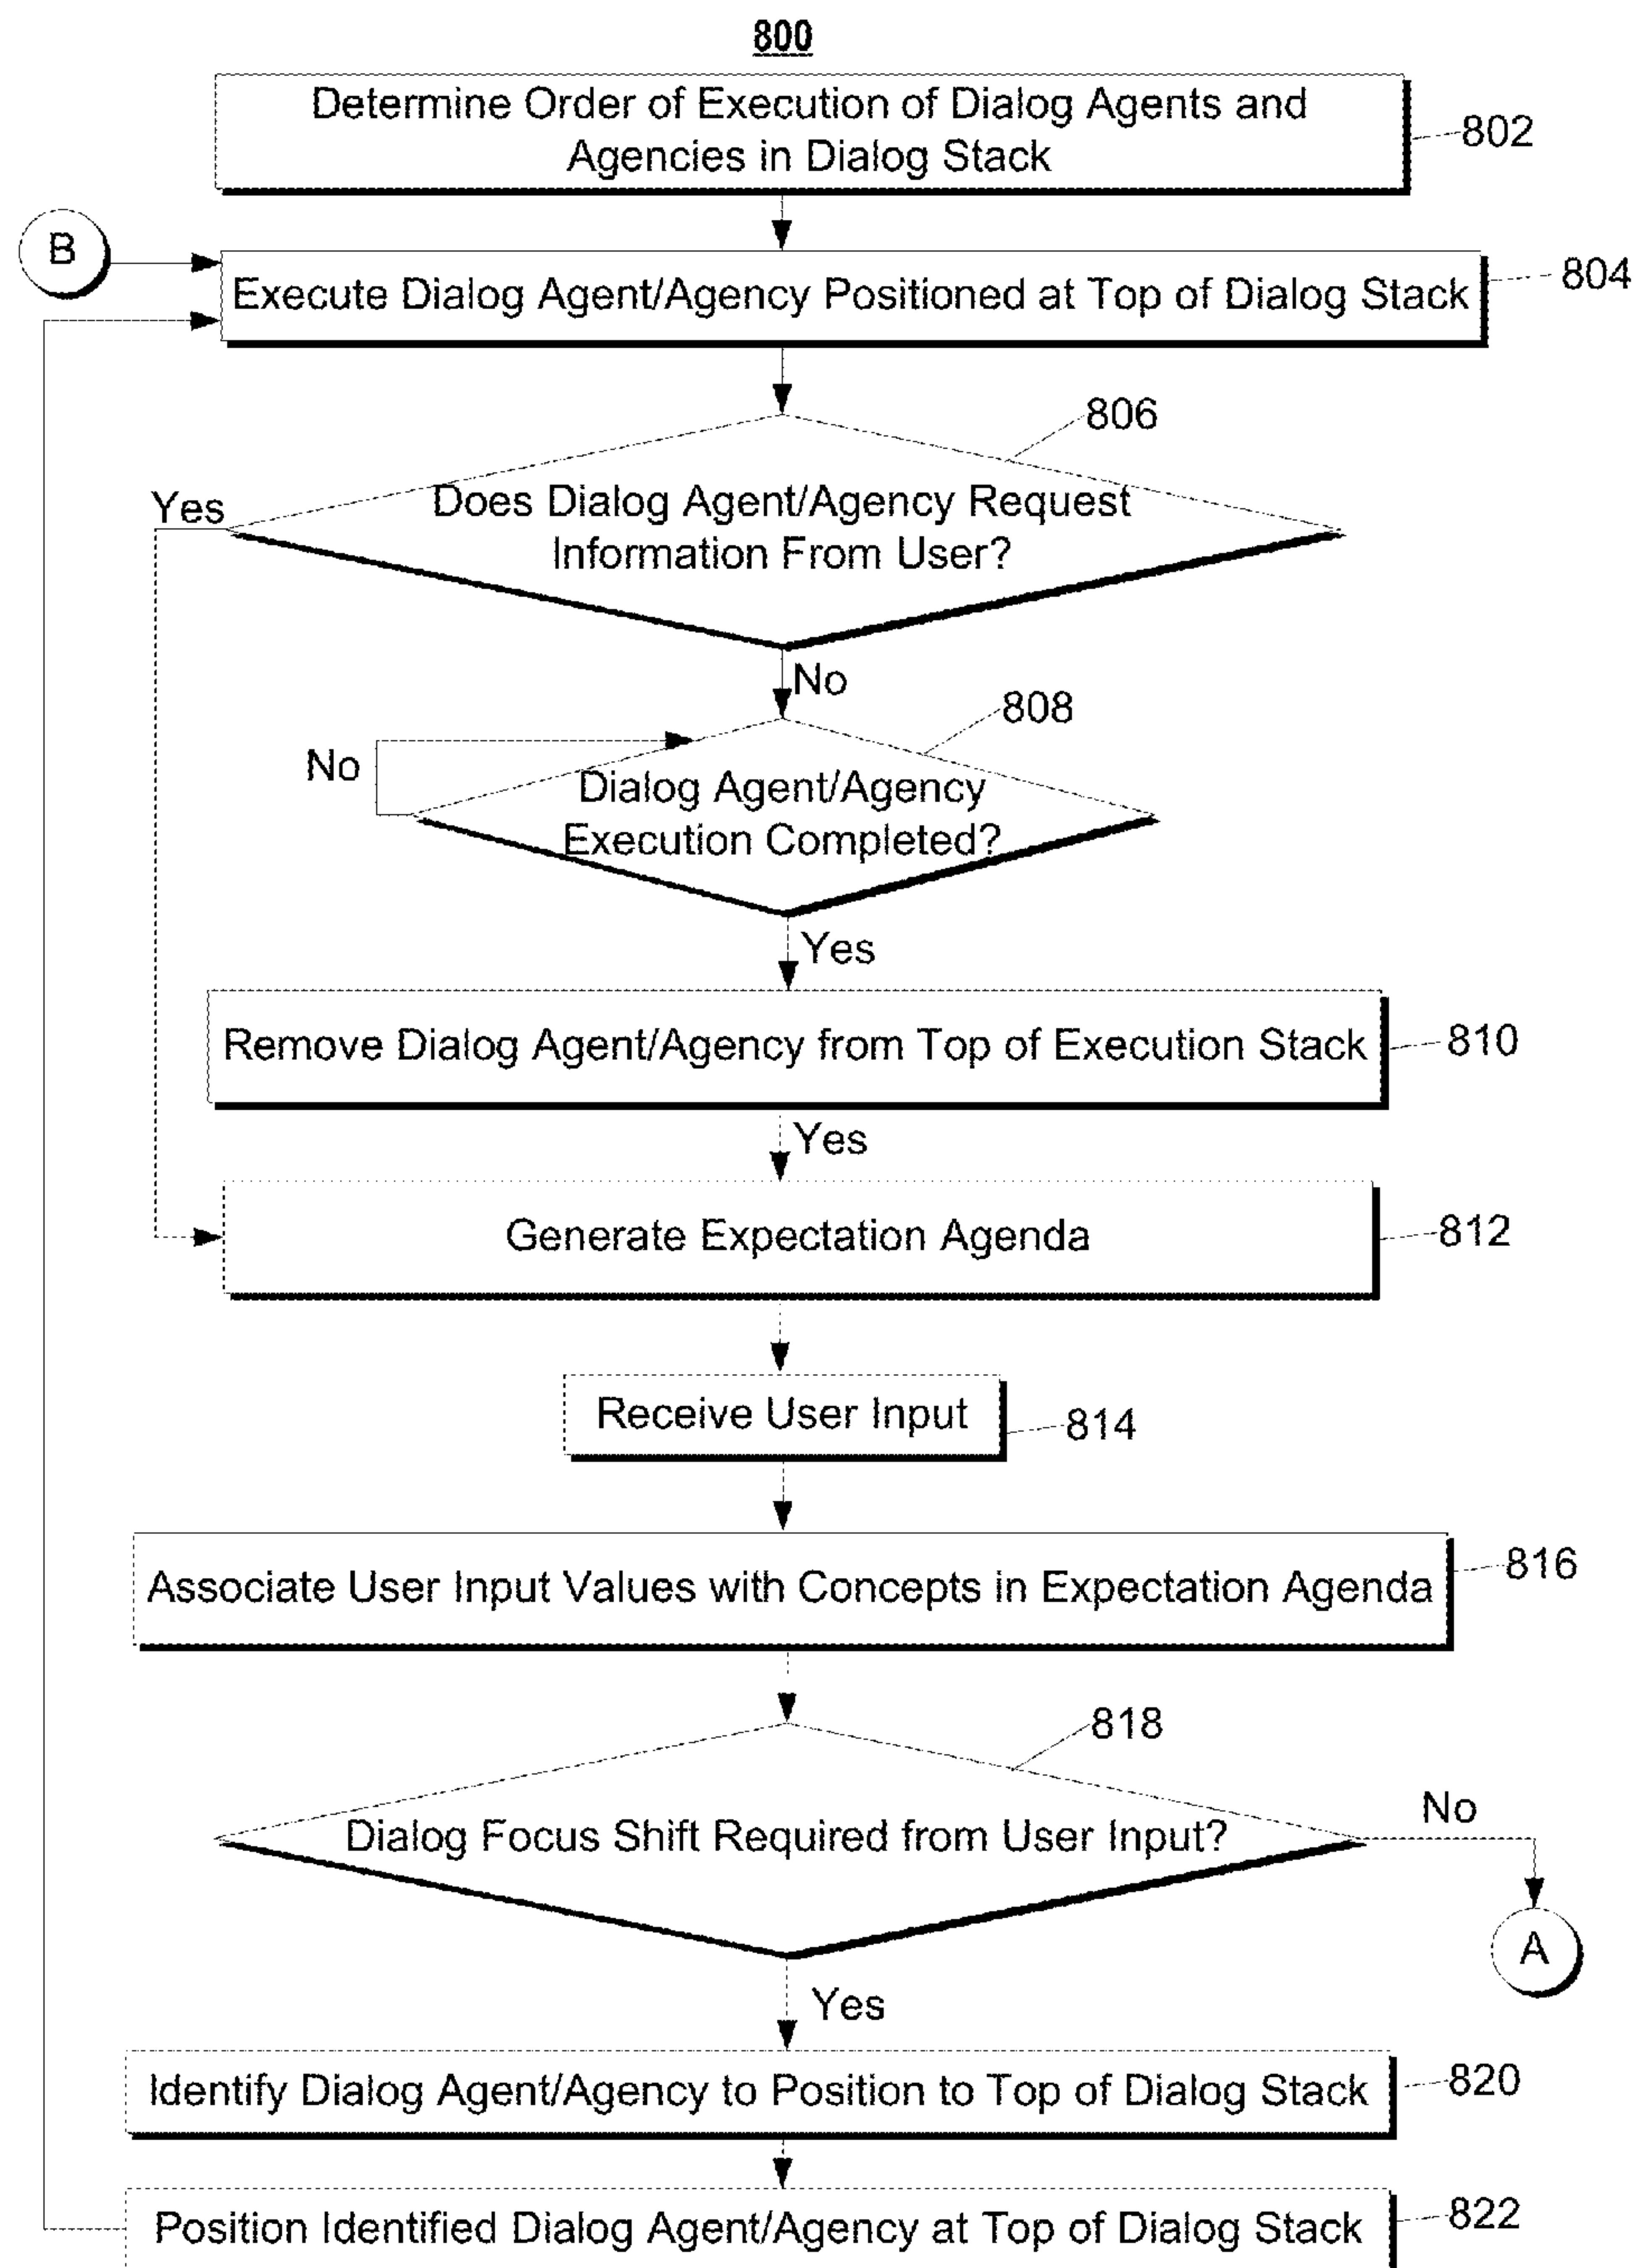 800
Determine Order of Execution of Dialog Agents and
Agencies in Dialog Stack
802
B
Execute Dialog Agent/Agency Positioned at Top of Dialog Stack
804
806
Yes
Does Dialog Agent/Agency Request
Information From User?
No
808
No
Dialog Agent/Agency
Execution Completed?
Yes
Remove Dialog Agent/Agency from Top of Execution Stack
810
Yes
Generate Expectation Agenda
812
Receive User Input
814
Associate User Input Values with Concepts in Expectation Agenda
816
818
Dialog Focus Shift Required from User Input?
No
A
Yes
Identify Dialog Agent/Agency to Position to Top of Dialog Stack
820
Position Identified Dialog Agent/Agency at Top of Dialog Stack
822